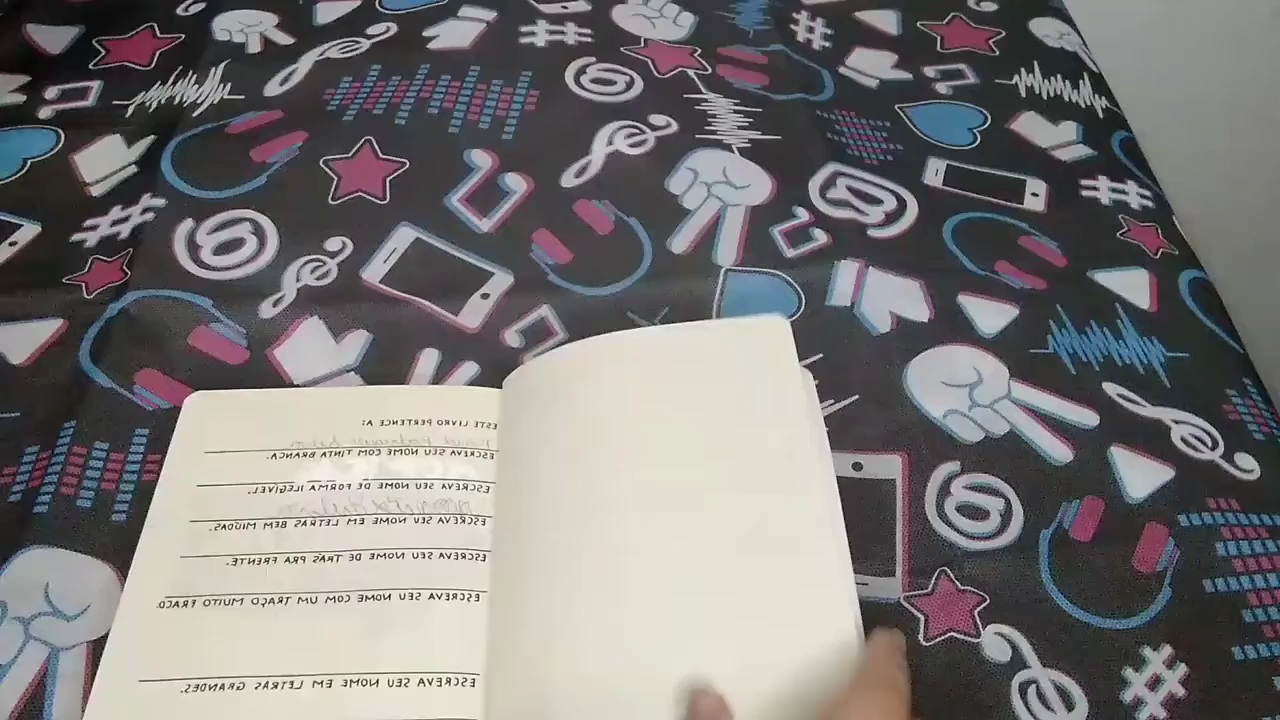 ESTE LIVRO PERTENCE A:
ESCREVA SEU NOME COM TINTA BRANCA.
ESCREVA SEU NOME DE FORMA ILEGÍVEL.
ESCREVA SEU NOME EM LETRAS BEM MIÚDAS.
ESCREVA SEU NOME DE TRÁS PRA FRENTE.
ESCREVA SEU NOME COM UM TRAÇO MUITO FRACO.
ESCREVA SEU NOME EM LETRAS GRANDES.